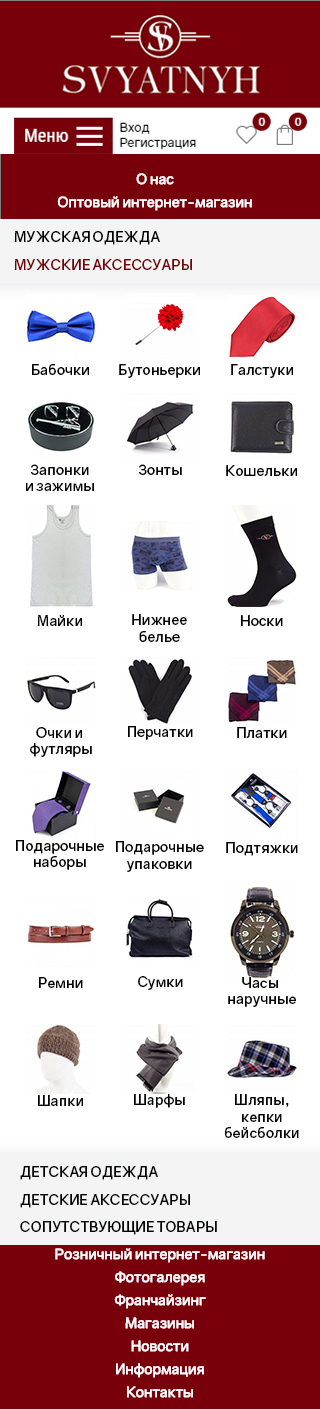 SVYATNYH
Меню
Вход
Регистрация
0
0
О нас
Оптовый интернет-магазин
МУЖСКАЯ ОДЕЖДА
МУЖСКИЕ АКСЕССУАРЫ
Бабочки
Бутоньерки
Галстуки
Запонки
и зажимы
Зонты
Кошельки
Майки
Нижнее
белье
Носки
Очки и
футляры
Перчатки
Платки
Подарочные
наборы
Подарочные
упаковки
Подтяжки
Ремни
Сумки
Часы
наручные
Шапки
Шарфы
Шляпы,
кепки
бейсболки
ДЕТСКАЯ ОДЕЖДА
ДЕТСКИЕ АКСЕССУАРЫ
СОПУТСТВУЮЩИЕ ТОВАРЫ
Розничный интернет-магазин
Фотогалерея
Франчайзинг
Магазины
Новости
Информация
Контакты